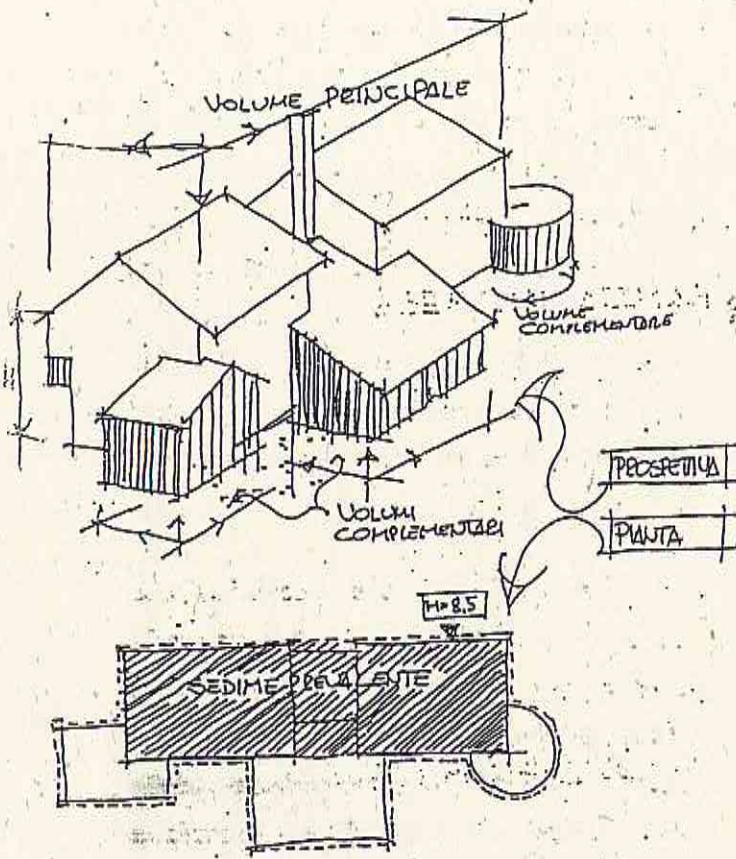 VOLUME PRINCIPALE
VOLUME
COMPLEMENTARE
VOLUMI
COMPLEMENTARI
PROSPETTIVA
PIANTA
H=8,5
SEDIME PREVALENTE